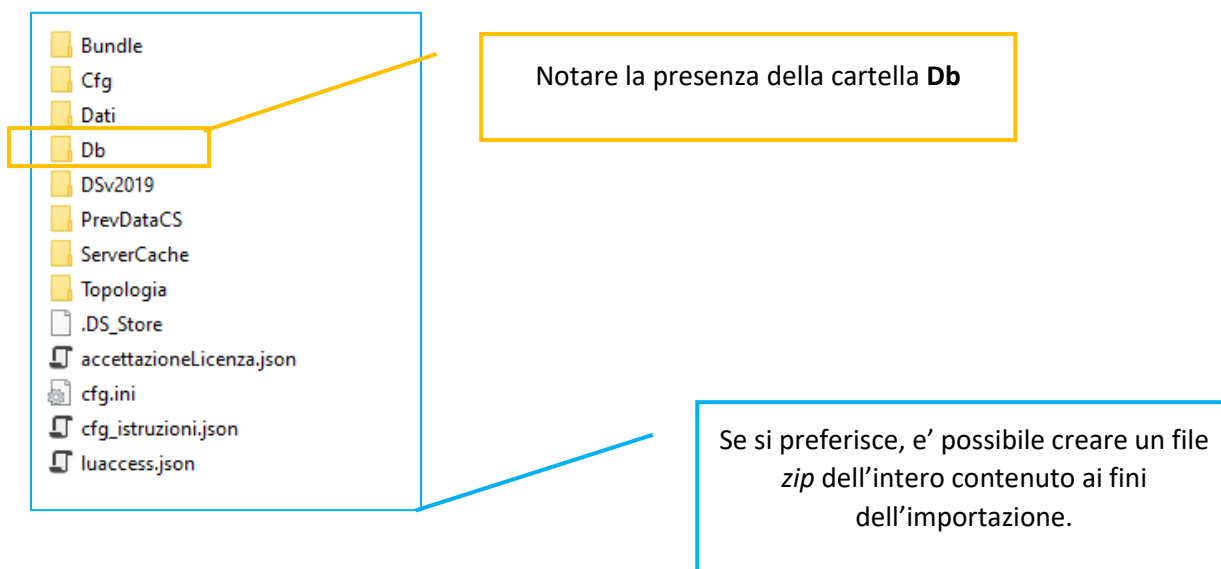 Bundle
Cfg
Dati
Db
DSv2019
PrevDataCS
ServerCache
Topologia
.DS_Store
accettazioneLicenza.json
cfg.ini
cfg_istruzioni.json
luaccess.json
Notare la presenza della cartella Db
Se si preferisce, e’ possibile creare un file
zip dell’intero contenuto ai fini
dell’importazione.